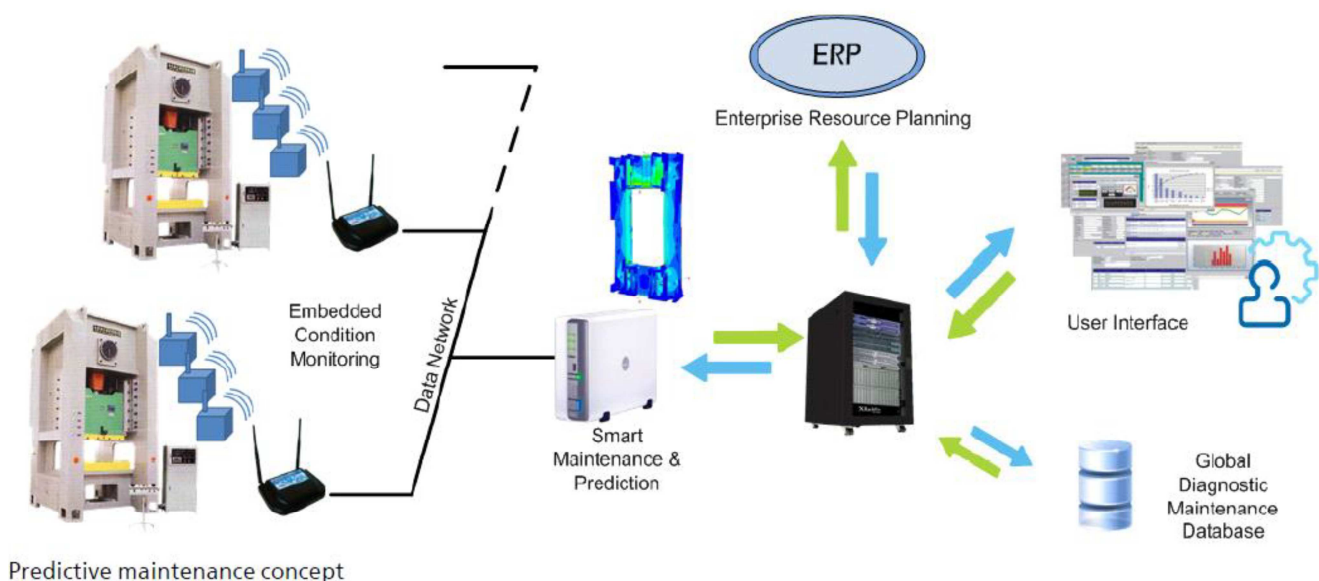 ERP
Enterprise Resource Planning
Embedded
Condition
Monitoring
Data Network
User Interface
Smart
Maintenance &
Prediction
Global
Diagnostic
Maintenance
Database
Predictive maintenance concept